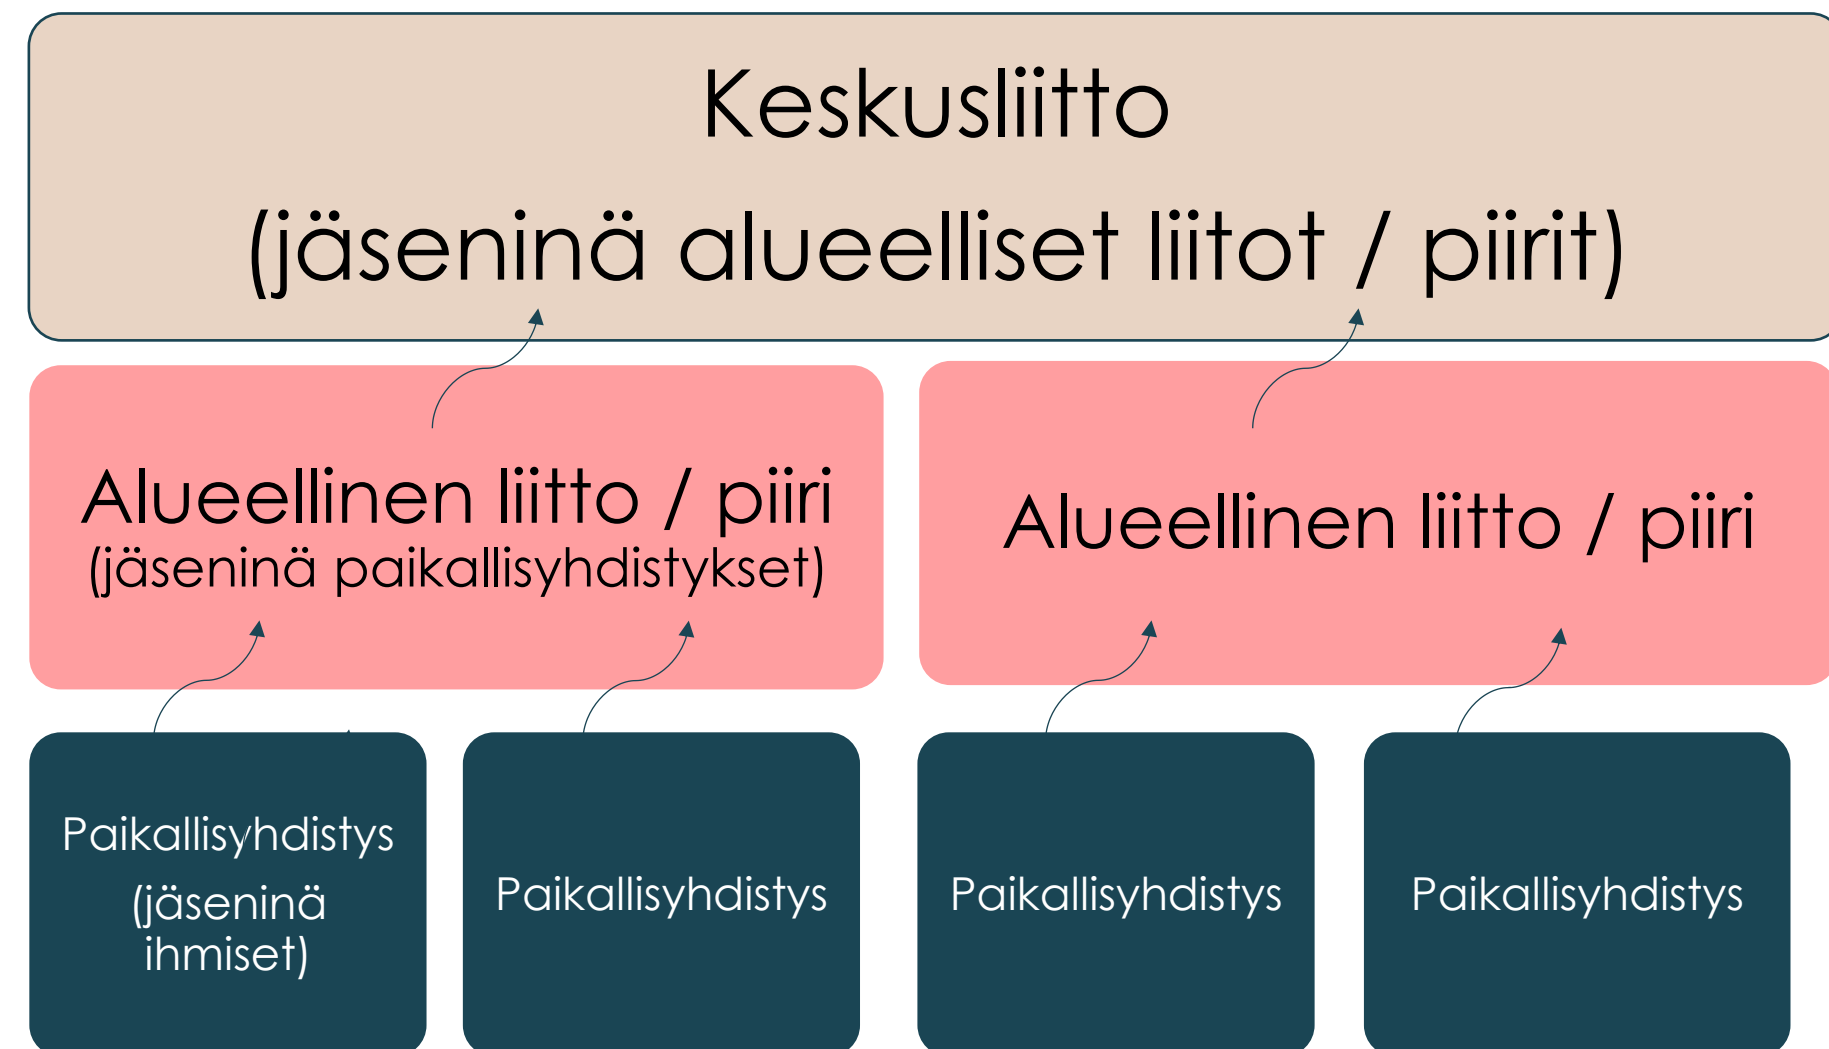 Keskusliitto
(jäseninä alueelliset liitot / piirit)
Alueellinen liitto / piiri
(jäseninä paikallisyhdistykset)
Alueellinen liitto / piiri
Paikallisyhdistys
(jäseninä
ihmiset)
Paikallisyhdistys
Paikallisyhdistys
Paikallisyhdistys